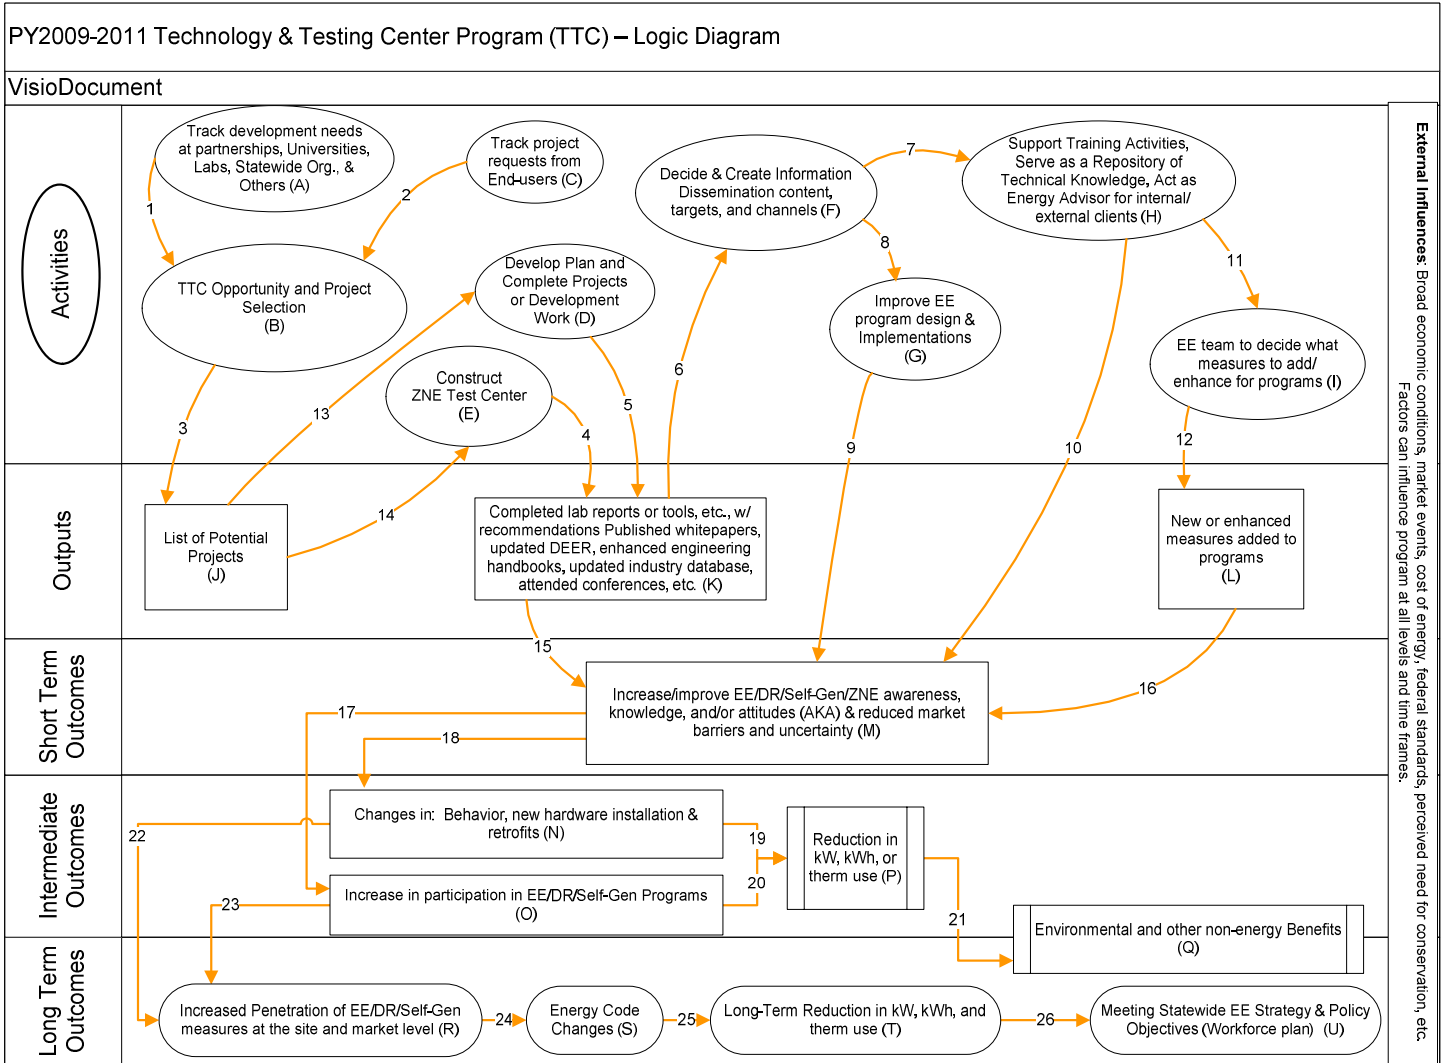 PY2009-2011 Technology & Testing Center Program (TTC) – Logic Diagram
VisioDocument
Activities
Track development needs
at partnerships, Universities,
Labs, Statewide Org., &
Others (A)
Track project
requests from
End-users (C)
Decide & Create Information
Dissemination content,
targets, and channels (F)
Support Training Activities,
Serve as a Repository of
Technical Knowledge, Act as
Energy Advisor for internal/
external clients (H)
1
2
7
8
11
TTC Opportunity and Project
Selection
(B)
Develop Plan and
Complete Projects
or Development
Work (D)
Improve EE
program design &
Implementations
(G)
EE team to decide what
measures to add/
enhance for programs (I)
Construct
ZNE Test Center
(E)
3
13
4
5
6
9
10
12
Outputs
List of Potential
Projects
(J)
14
Completed lab reports or tools, etc., w/
recommendations Published whitepapers,
updated DEER, enhanced engineering
handbooks, updated industry database,
attended conferences, etc. (K)
New or enhanced
measures added to
programs
(L)
15
16
Short Term
Outcomes
Increase/improve EE/DR/Self-Gen/ZNE awareness,
knowledge, and/or attitudes (AKA) & reduced market
barriers and uncertainty (M)
17
18
Intermediate
Outcomes
22
Changes in: Behavior, new hardware installation &
retrofits (N)
19
20
Reduction in
kW, kWh, or
therm use (P)
Increase in participation in EE/DR/Self-Gen Programs
(O)
23
21
Environmental and other non-energy Benefits
(Q)
Long Term
Outcomes
Increased Penetration of EE/DR/Self-Gen
measures at the site and market level (R)
24
Energy Code
Changes (S)
25
Long-Term Reduction in kW, kWh, and
therm use (T)
26
Meeting Statewide EE Strategy & Policy
Objectives (Workforce plan) (U)
External Influences: Broad economic conditions, market events, cost of energy, federal standards, perceived need for conservation, etc.
Factors can influence program at all levels and time frames.